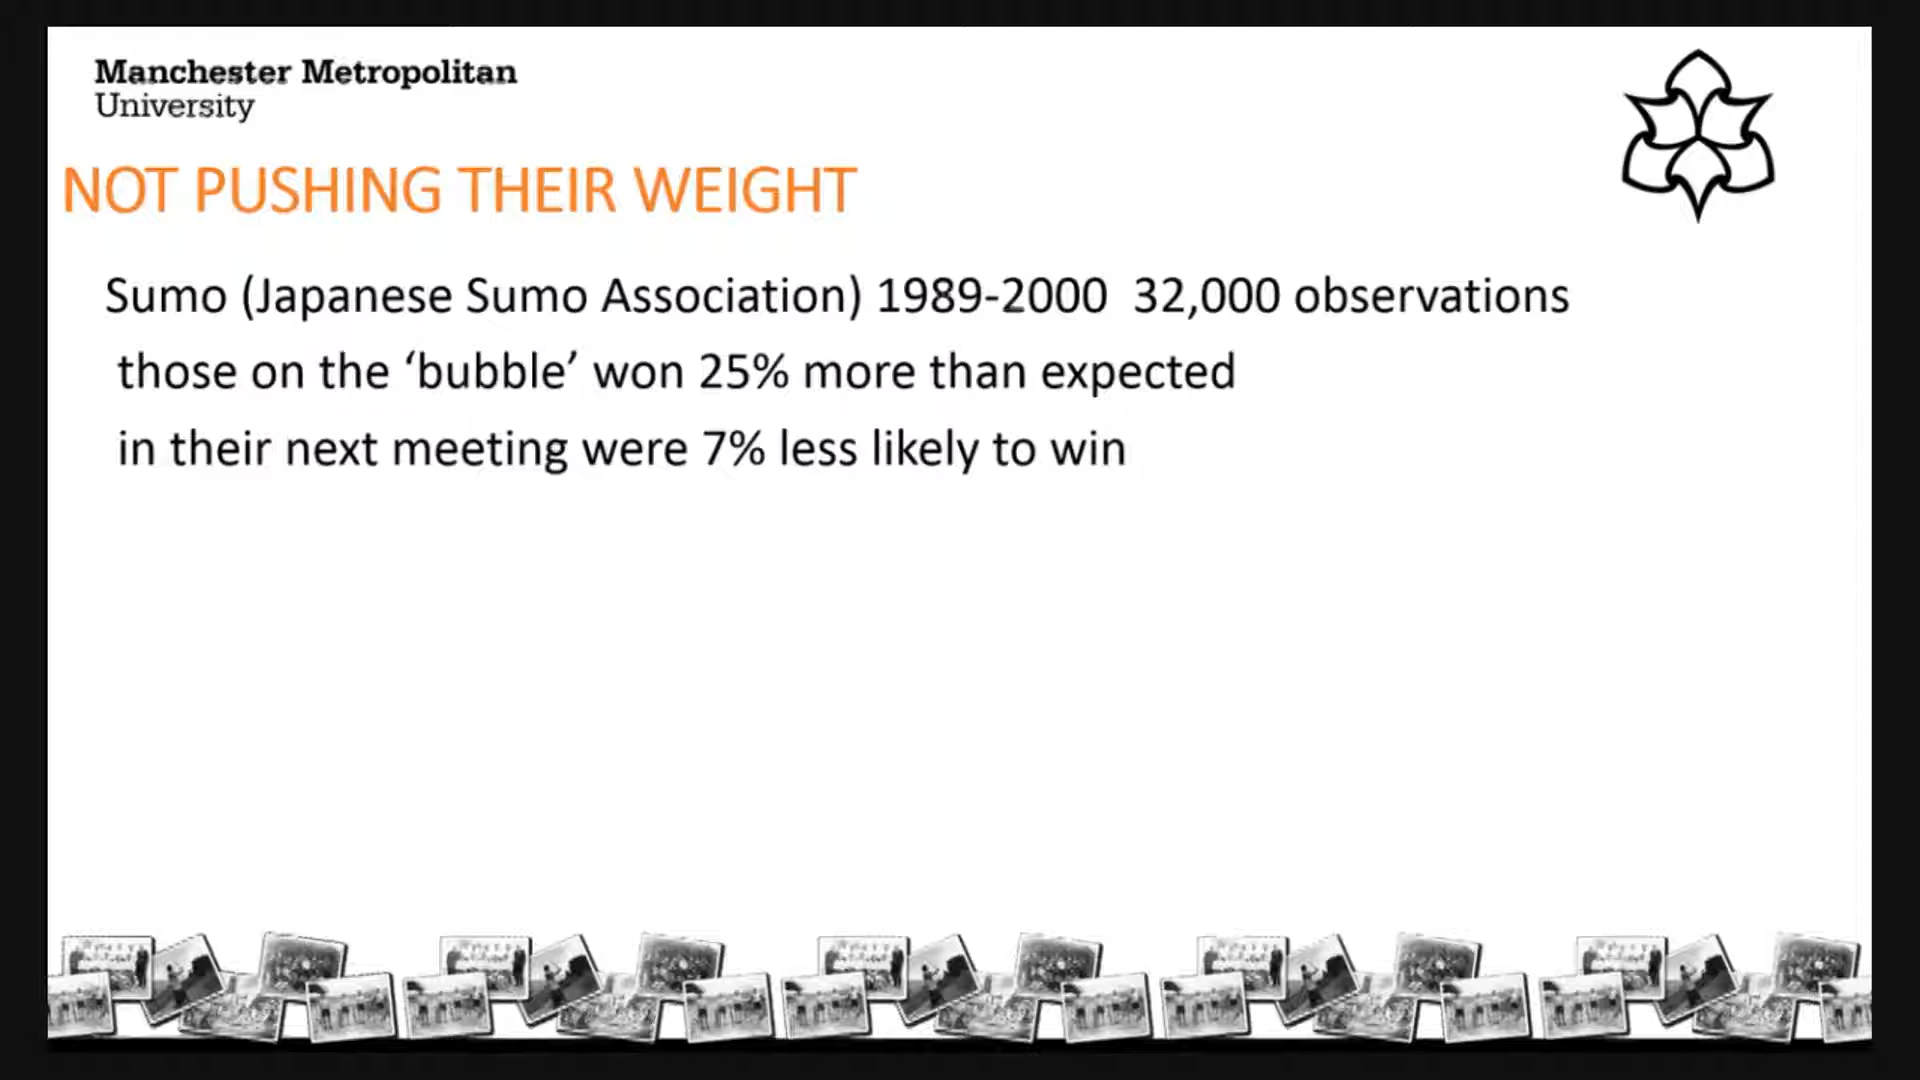 Manchester Metropolitan
University
NOT PUSHING THEIR WEIGHT
Sumo (Japanese Sumo Association) 1989-2000  32,000 observations
those on the ‘bubble’ won 25% more than expected
in their next meeting were 7% less likely to win